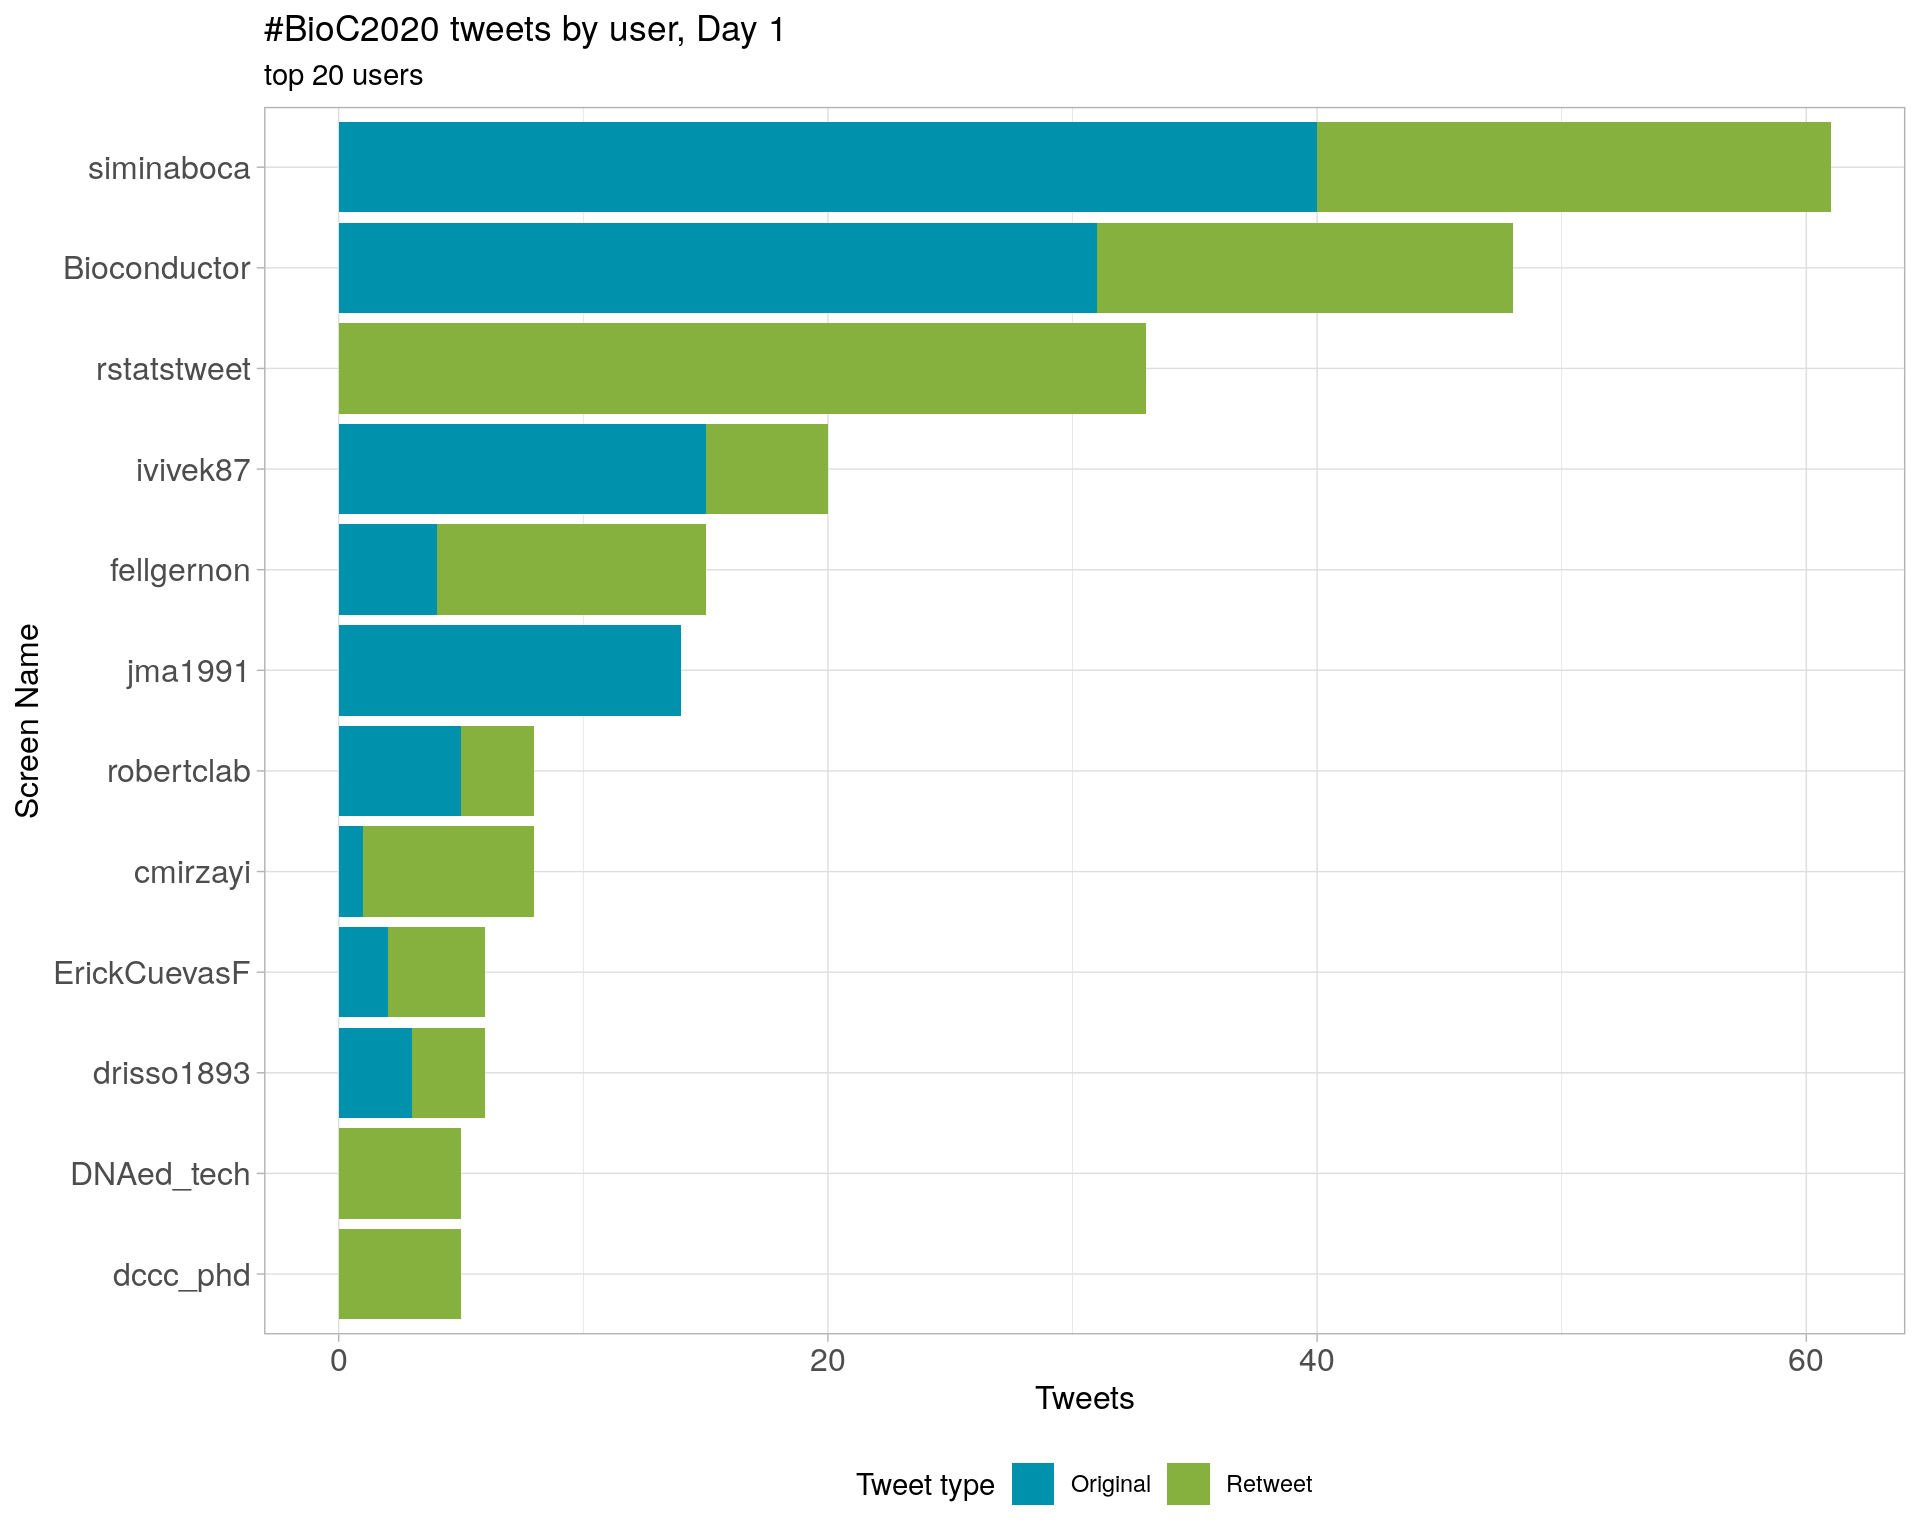 #BioC2020 tweets by user, Day 1
top 20 users
Screen Name
siminaboca
Bioconductor
rstatstweet
ivivek87
fellgernon
jma1991
robertclab
cmirzayi
ErickCuevasF
drisso1893
DNAed_tech
dccc_phd
0 20 40 60
Tweets
Tweet type Original Retweet